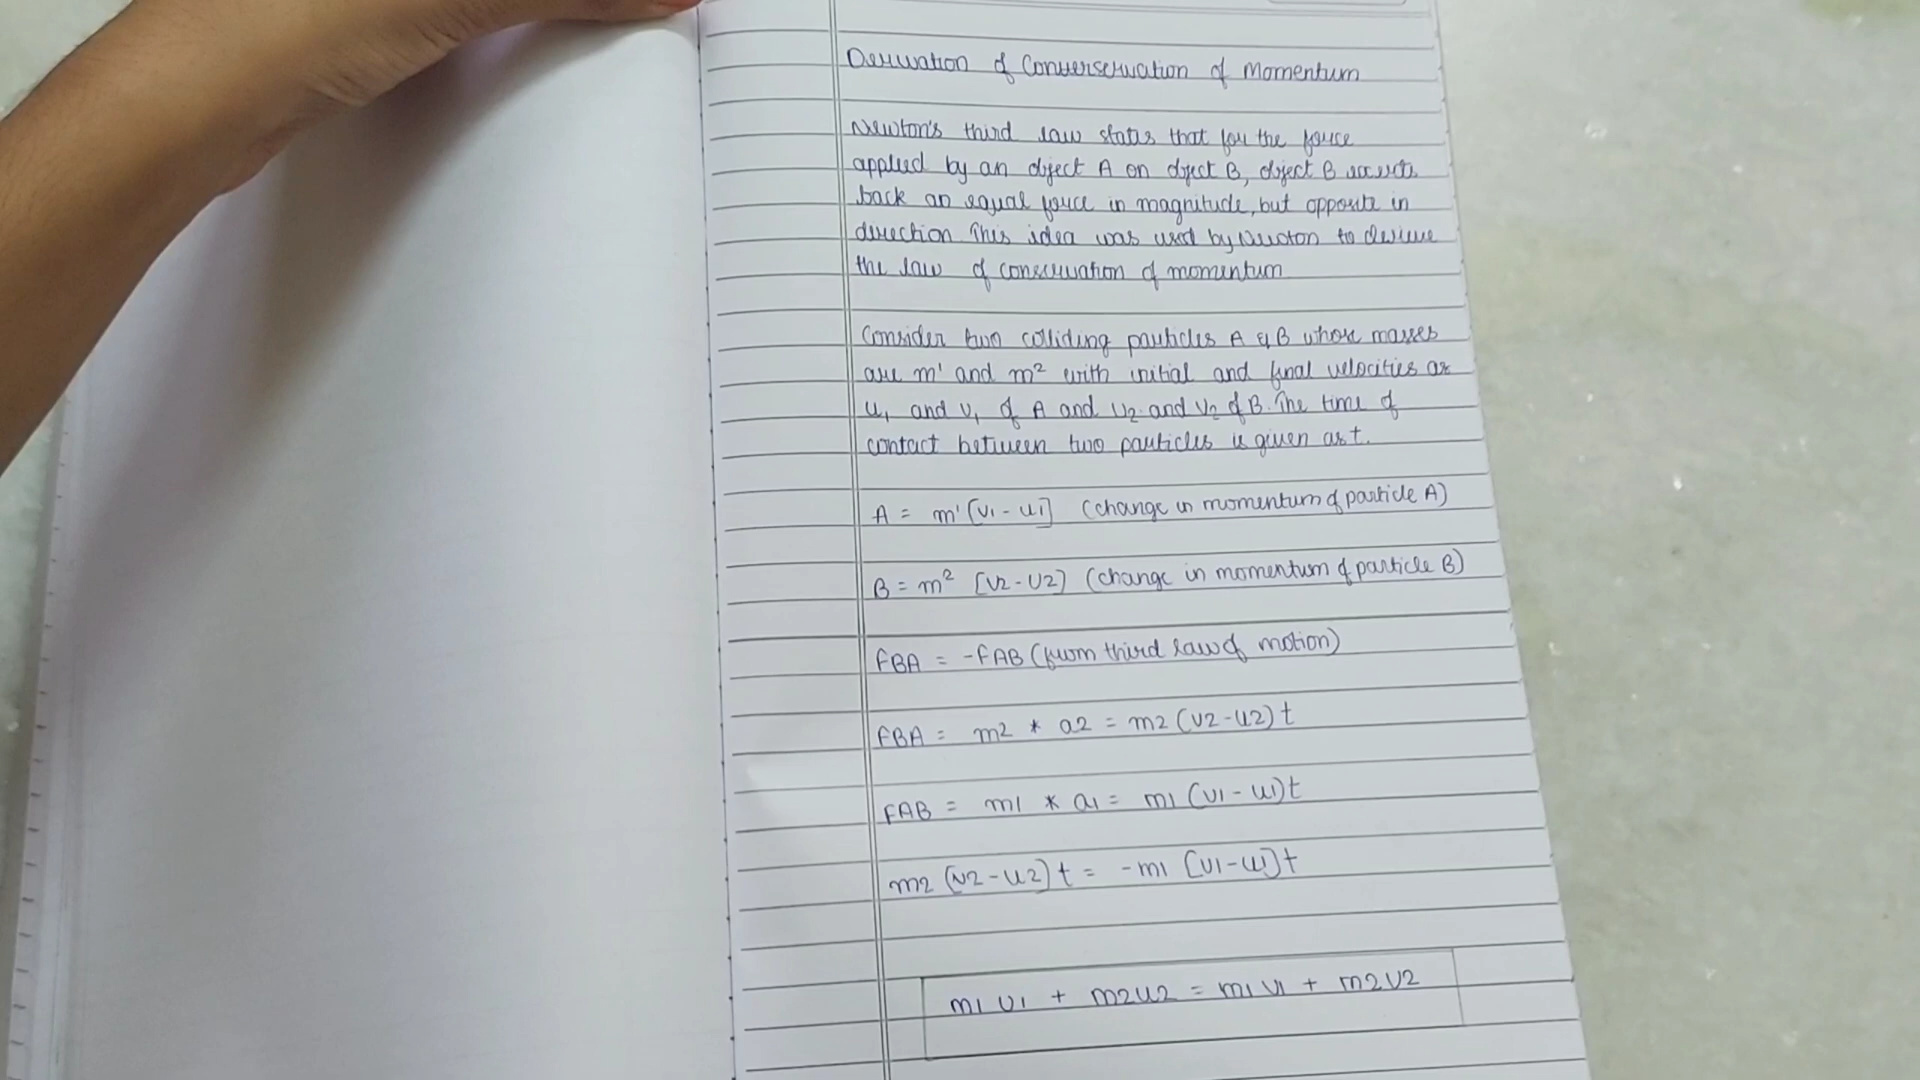 Derivation of Converservation of Momentum
Newton's third law states that for the force
applied by an object A on object B, object B exerts
back an equal force in magnitude, but opposite in
direction. This idea was used by Newton to derive
the law of conservation of momentum
Consider two colliding particles A & B whose masses
are m¹ and m² with initial and final velocities as
u₁ and v₁ of A and u₂ and v₂ of B. The time of
contact between two particles is given as t.
A = m¹ [v1 - u1] (change in momentum of particle A)
B = m² [v2 - u2) (change in momentum of particle B)
FBA = -FAB (from third law of motion)
FBA = m2 * a2 = m2 (v2 - u2) t
FAB = m1 * a1 = m1 (v1 - u1) t
m2 (v2 - u2) t = -m1 [v1 - u1) t
m1 u1 + m2u2 = m1 v1 + m2v2